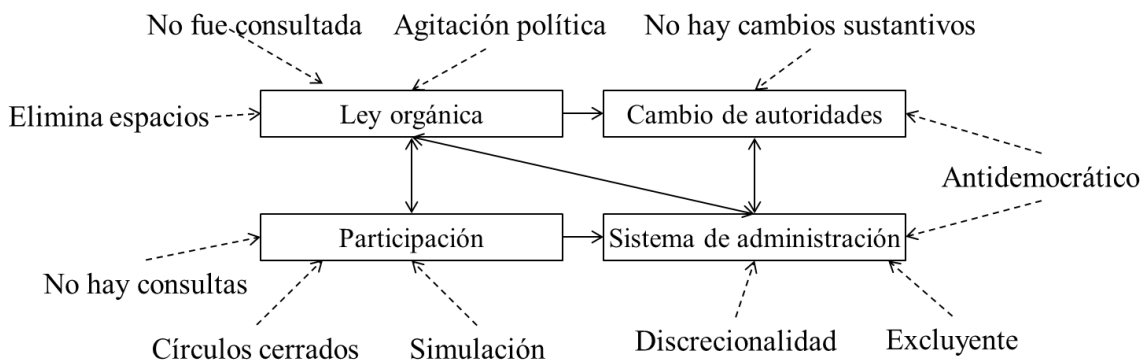 No fue consultada
Agitación política
No hay cambios sustantivos
Elimina espacios
Ley orgánica
Cambio de autoridades
Antidemocrático
Participación
Sistema de administración
No hay consultas
Círculos cerrados
Simulación
Discrecionalidad
Excluyente